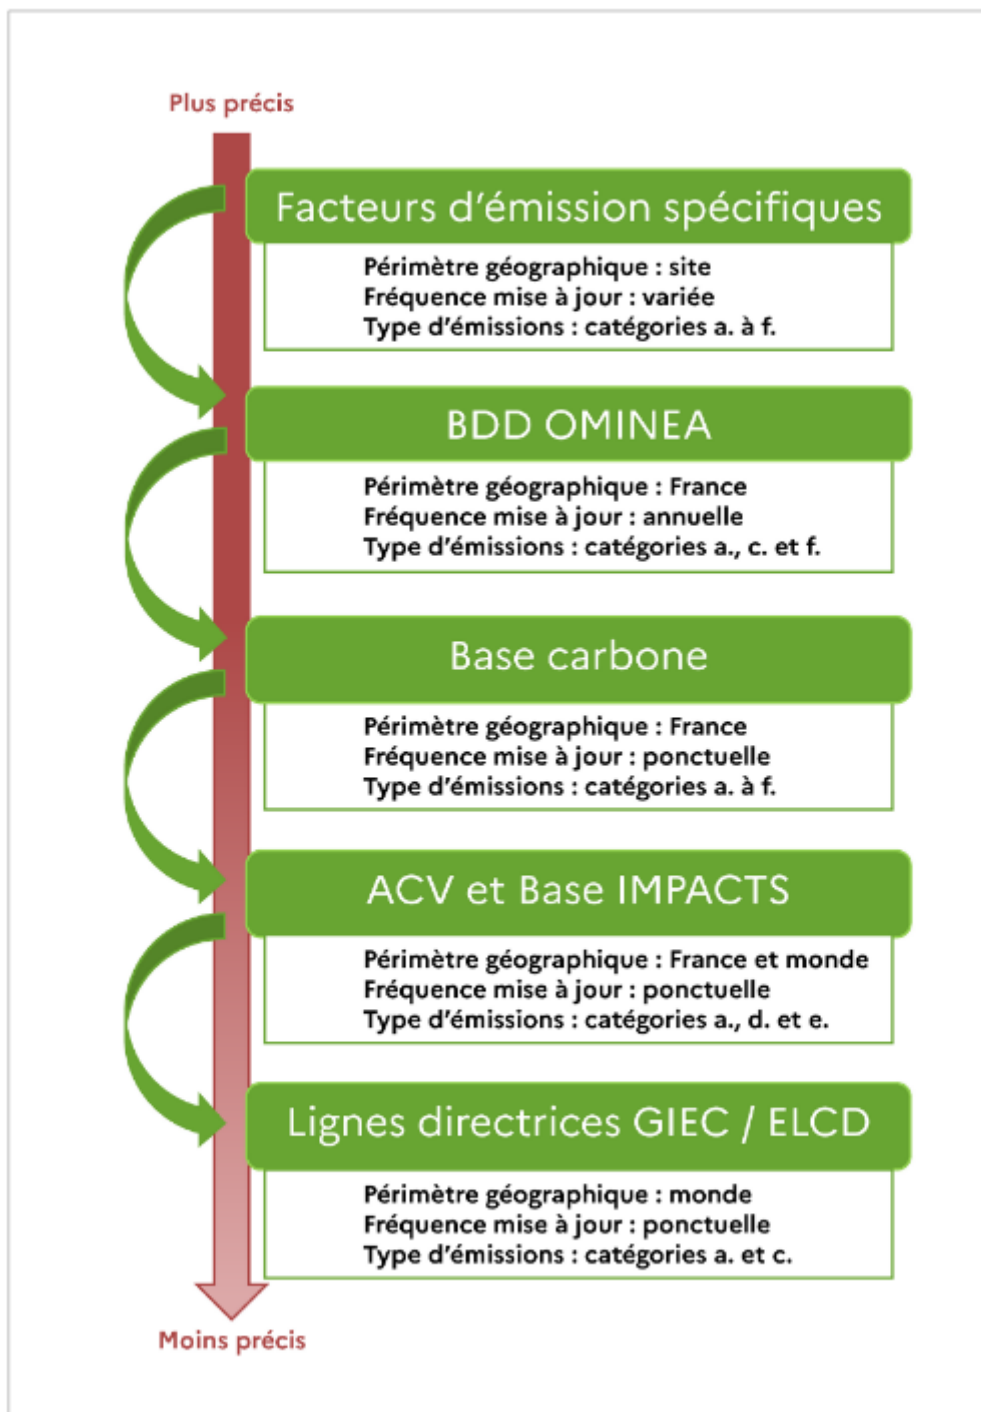 Plus précis
Facteurs d'émission spécifiques
Périmètre géographique : site
Fréquence mise à jour : variée
Type d'émissions : catégories a. à f.
BDD OMINEA
Périmètre géographique : France
Fréquence mise à jour : annuelle
Type d'émissions : catégories a., c. et f.
Base carbone
Périmètre géographique : France
Fréquence mise à jour : ponctuelle
Type d'émissions : catégories a. à f.
ACV et Base IMPACTS
Périmètre géographique : France et monde
Fréquence mise à jour : ponctuelle
Type d'émissions : catégories a., d. et e.
Lignes directrices GIEC / ELCD
Périmètre géographique : monde
Fréquence mise à jour : ponctuelle
Type d'émissions : catégories a. et c.
Moins précis